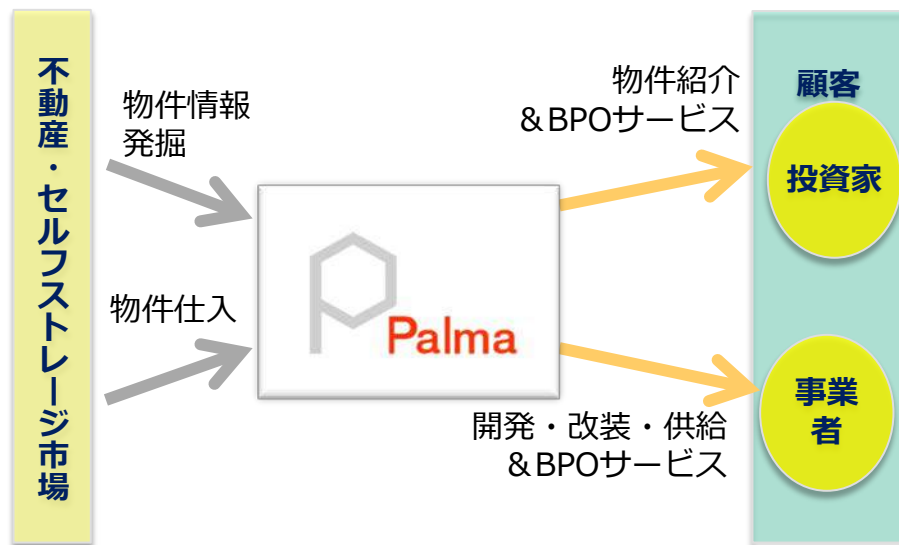 不動産・セルフストレージ市場
物件情報
発掘
物件仕入
Palma
物件紹介
＆BPOサービス
開発・改装・供給
＆BPOサービス
顧客
投資家
事業
者